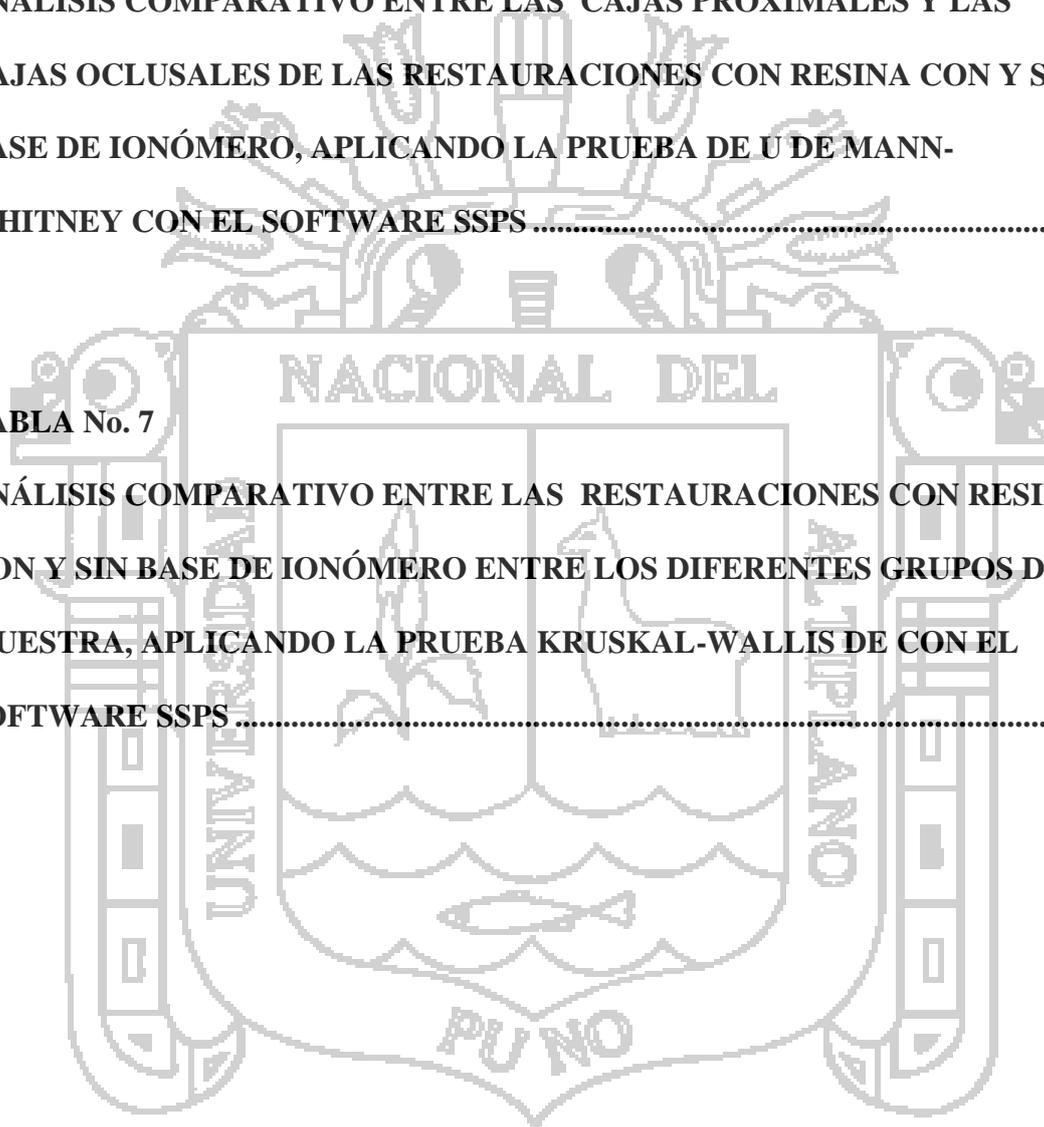 NÁLISIS COMPARATIVO ENTRE LAS CAJAS PROXIMALES Y LAS
AJAS OCLUSALES DE LAS RESTAURACIONES CON RESINA CON Y S
ASE DE IONÓMERO, APLICANDO LA PRUEBA DE U DE MANN-
HITNEY CON EL SOFTWARE SSPS
NACIONAL DEL
ABLA No. 7
NÁLISIS COMPARATIVO ENTRE LAS RESTAURACIONES CON RESI
ON Y SIN BASE DE IONÓMERO ENTRE LOS DIFERENTES GRUPOS D
UESTRA, APLICANDO LA PRUEBA KRUSKAL-WALLIS DE CON EL
OFTWARE SSPS
UNIVERSIDAD
ALTIPLANO
PUNO